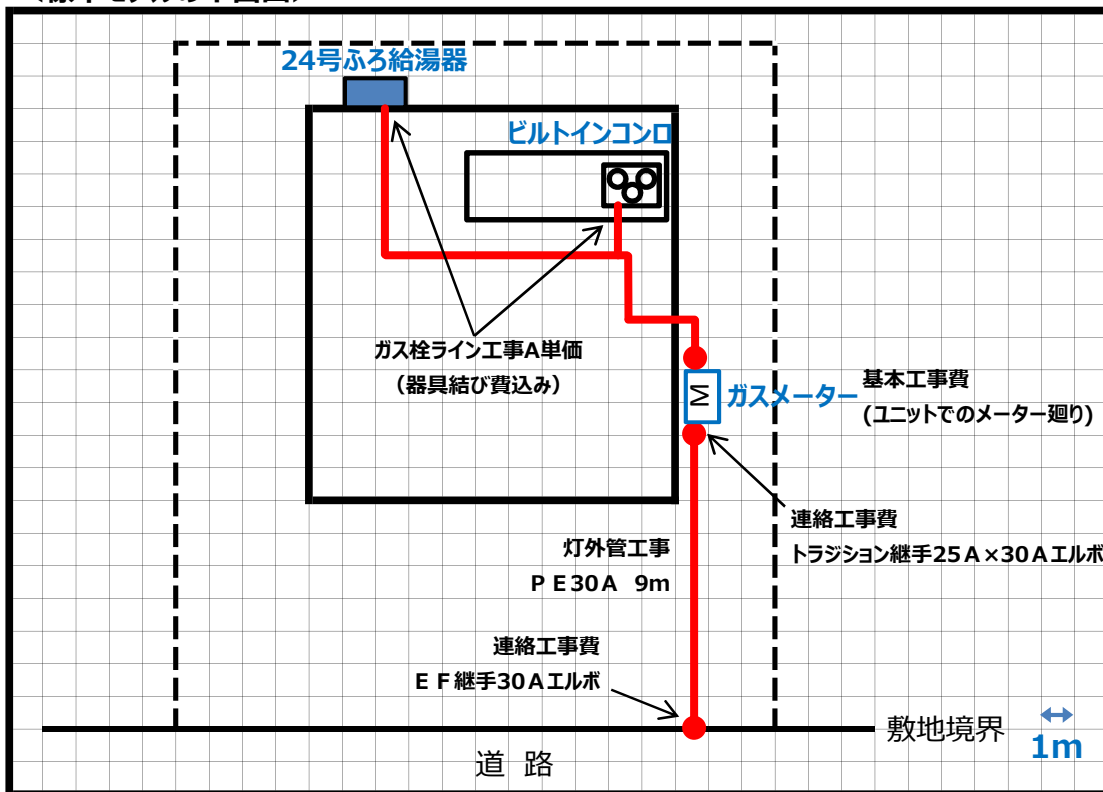 24号ふろ給湯器
ビルトインコンロ
ガス栓ライン工事A単価
（器具結び費込み）
M
ガスメーター
基本工事費
(ユニットでのメーター廻り)
連絡工事費
トラジション継手25A×30Aエルボ
灯外管工事
ＰＥ30A 9m
連絡工事費
ＥＦ継手30Aエルボ
敷地境界
1m
道 路